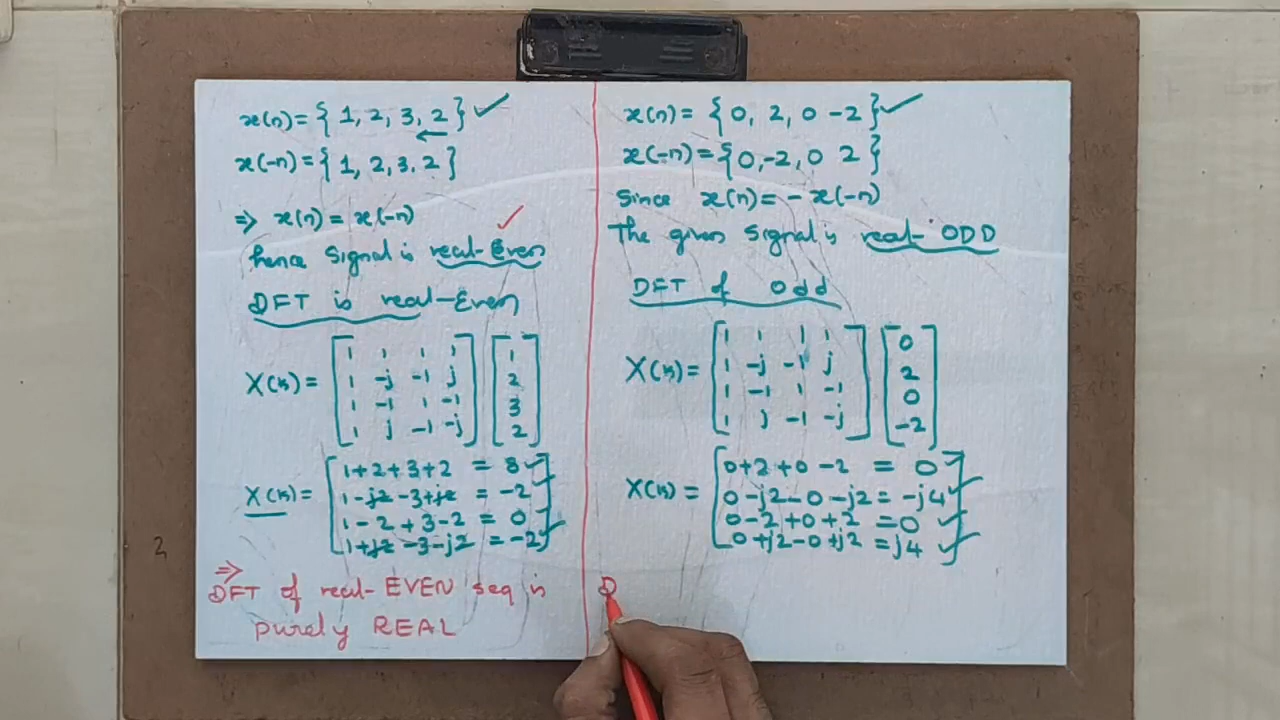 x(n) = { 1, 2, 3, 2 } ✓
x(-n) = { 1, 2, 3, 2 }
⇒ x(n) = x(-n)
hence Signal is real-Even
DFT is real-Even
X(k) = [ 1 1 1 1 ] [ 1 ]
1 -j -1 j 2
1 -1 1 -1 3
1 j -1 -j 2
X(k) = [ 1+2+3+2 = 8 ✓
1-j2-3+j2 = -2 ✓
1-2+3-2 = 0 ✓
1+j2-3-j2 = -2 ✓ ]
⇒
DFT of real-EVEN seq is
purely REAL
x(n) = { 0, 2, 0 -2 } ✓
x(-n) = { 0, -2, 0 2 }
Since x(n) = - x(-n)
The given Signal is real-ODD
DFT of Odd
X(k) = [ 1 1 1 1 ] [ 0 ]
1 -j -1 j 2
1 -1 1 -1 0
1 j -1 -j -2
X(k) = [ 0+2+0-2 = 0 ✓
0-j2-0-j2 = -j4 ✓
0-2+0+2 = 0 ✓
0+j2-0+j2 = j4 ✓ ]
D